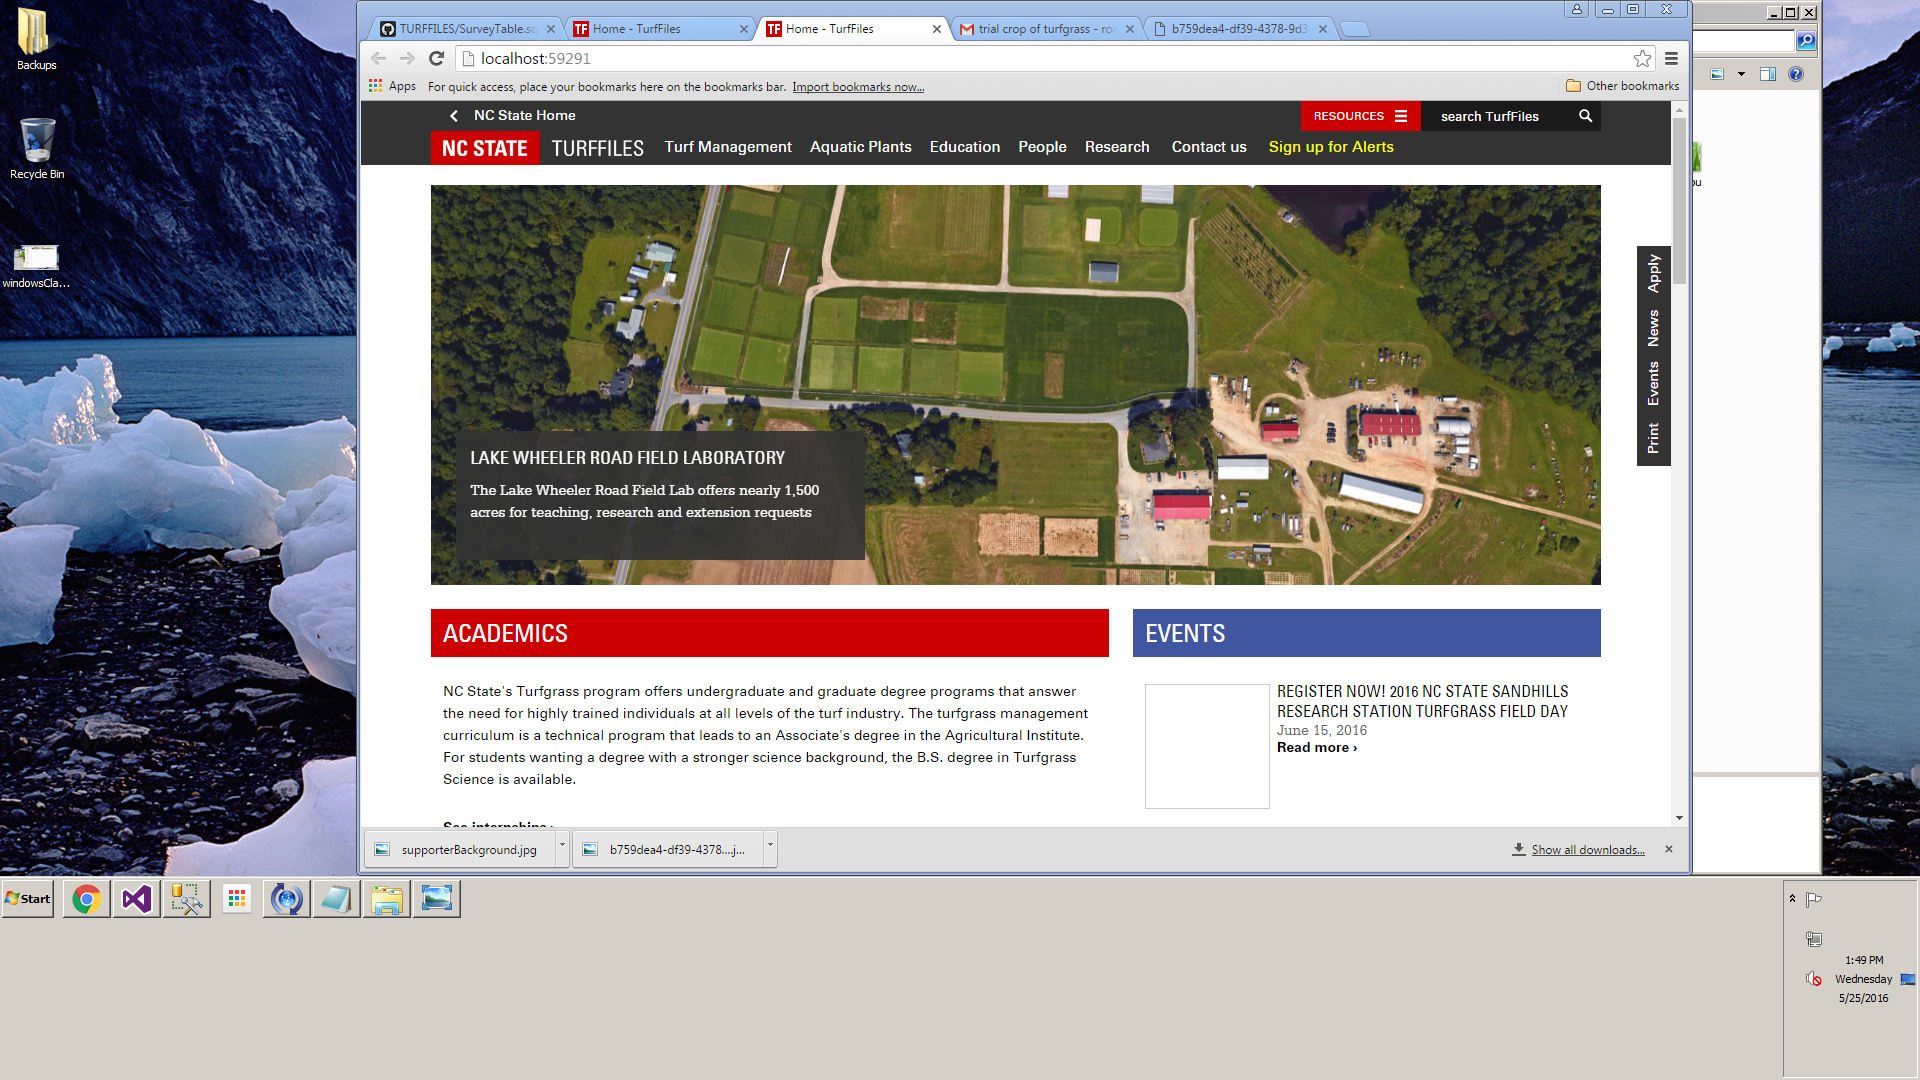 Backups
Recycle Bin
windowsCla...
TURFFILES/SurveyTable.sq
Home - TurfFiles
Home - TurfFiles
trial crop of turfgrass - roc
b759dea4-df39-4378-9d3
localhost:59291
Apps
For quick access, place your bookmarks here on the bookmarks bar. Import bookmarks now...
Other bookmarks
NC State Home
RESOURCES
search TurfFiles
NC STATE TURFFILES
Turf Management
Aquatic Plants
Education
People
Research
Contact us
Sign up for Alerts
Apply
News
Events
Print
LAKE WHEELER ROAD FIELD LABORATORY
The Lake Wheeler Road Field Lab offers nearly 1,500
acres for teaching, research and extension requests
ACADEMICS
NC State's Turfgrass program offers undergraduate and graduate degree programs that answer
the need for highly trained individuals at all levels of the turf industry. The turfgrass management
curriculum is a technical program that leads to an Associate's degree in the Agricultural Institute.
For students wanting a degree with a stronger science background, the B.S. degree in Turfgrass
Science is available.
See internships ›
EVENTS
REGISTER NOW! 2016 NC STATE SANDHILLS
RESEARCH STATION TURFGRASS FIELD DAY
June 15, 2016
Read more ›
supporterBackground.jpg
b759dea4-df39-4378....j...
Show all downloads...
Start
1:49 PM
Wednesday
5/25/2016